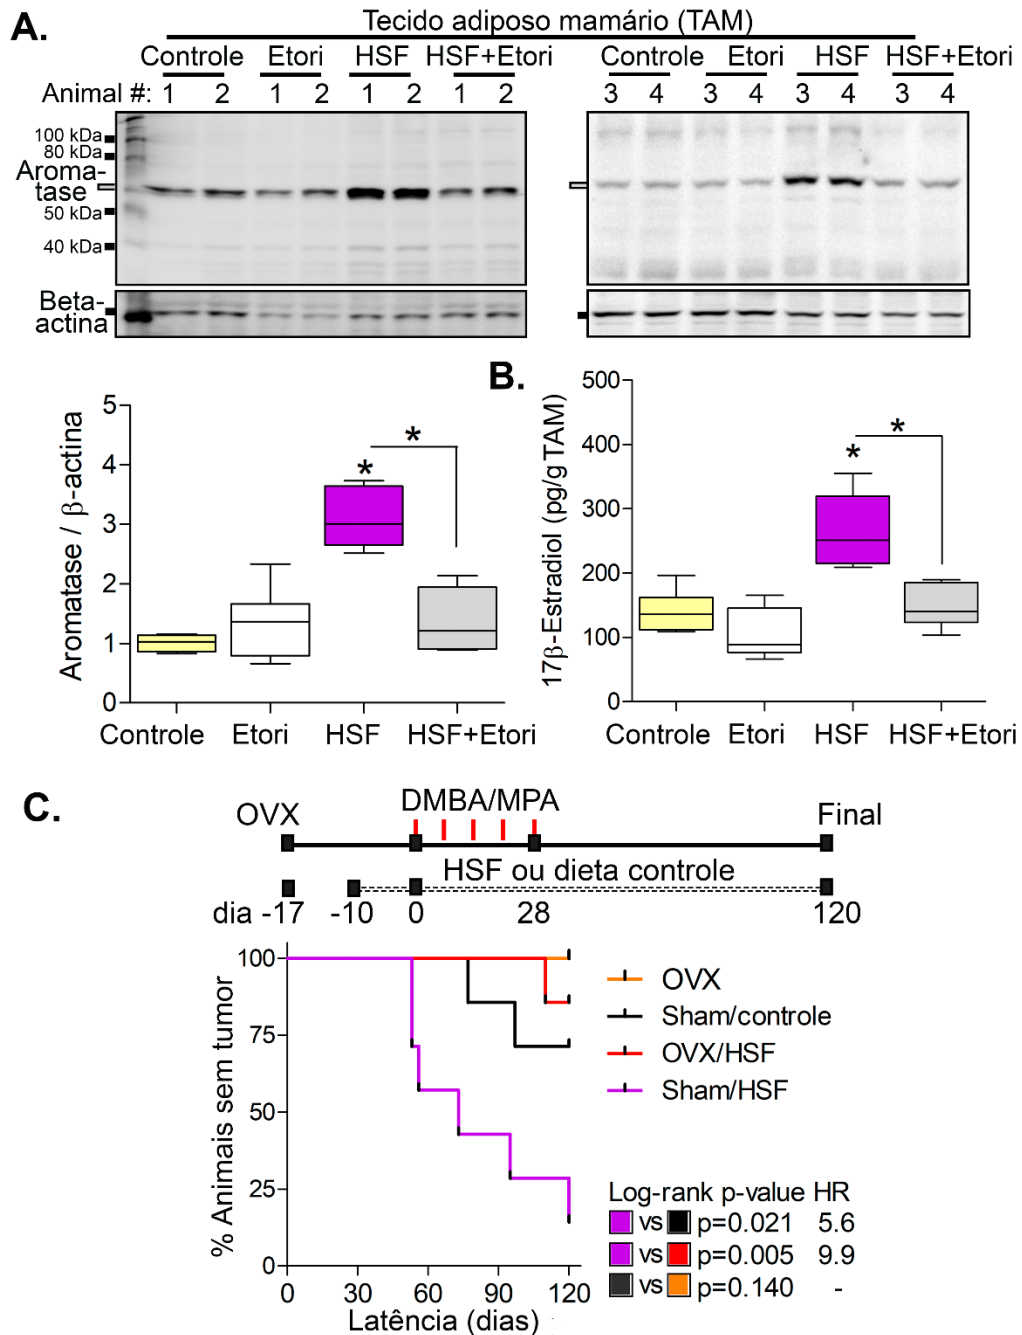 A.
Tecido adiposo mamário (TAM)
Controle Etori HSF HSF+Etori
Controle Etori HSF HSF+Etori
Animal #: 1 2 1 2 1 2 1 2
3 4 3 4 3 4 3 4
100 kDa
80 kDa
Aroma-
tase
50 kDa
40 kDa
Beta-
actina
Aromatase / β-actina
5
4
3
2
1
0
*
*
Controle Etori HSF HSF+Etori
B.
17β-Estradiol (pg/g TAM)
500
400
300
200
100
0
*
*
Controle Etori HSF HSF+Etori
C.
OVX DMBA/MPA Final
HSF ou dieta controle
dia -17 -10 0 28 120
% Animais sem tumor
100
75
50
25
0
0 30 60 90 120
Latência (dias)
OVX
Sham/controle
OVX/HSF
Sham/HSF
Log-rank p-value HR
vs p=0.021 5.6
vs p=0.005 9.9
vs p=0.140 -